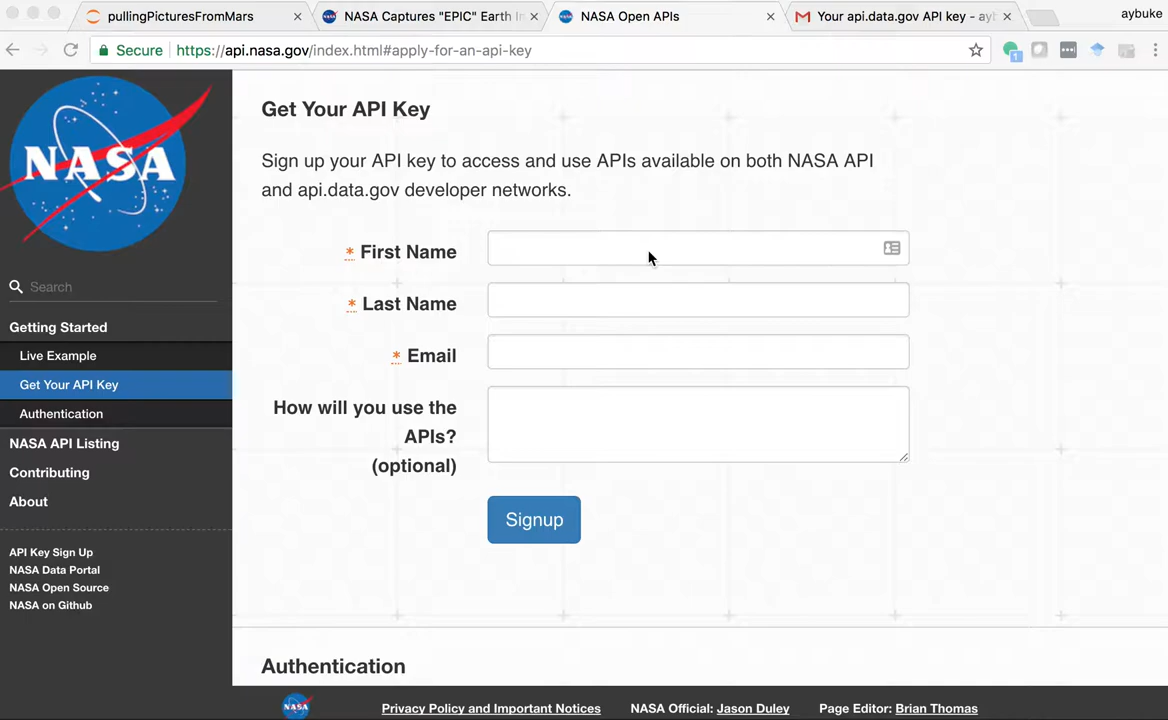 pullingPicturesFromMars
NASA Captures "EPIC" Earth
NASA Open APIs
Your api.data.gov API key -
aybuke
Secure
https://api.nasa.gov/index.html#apply-for-an-api-key
1
NASA
Search
Getting Started
Live Example
Get Your API Key
Authentication
NASA API Listing
Contributing
About
API Key Sign Up
NASA Data Portal
NASA Open Source
NASA on Github
Get Your API Key
Sign up your API key to access and use APIs available on both NASA API
and api.data.gov developer networks.
* First Name
* Last Name
* Email
How will you use the
APIs?
(optional)
Signup
Authentication
NASA
Privacy Policy and Important Notices
NASA Official: Jason Duley
Page Editor: Brian Thomas